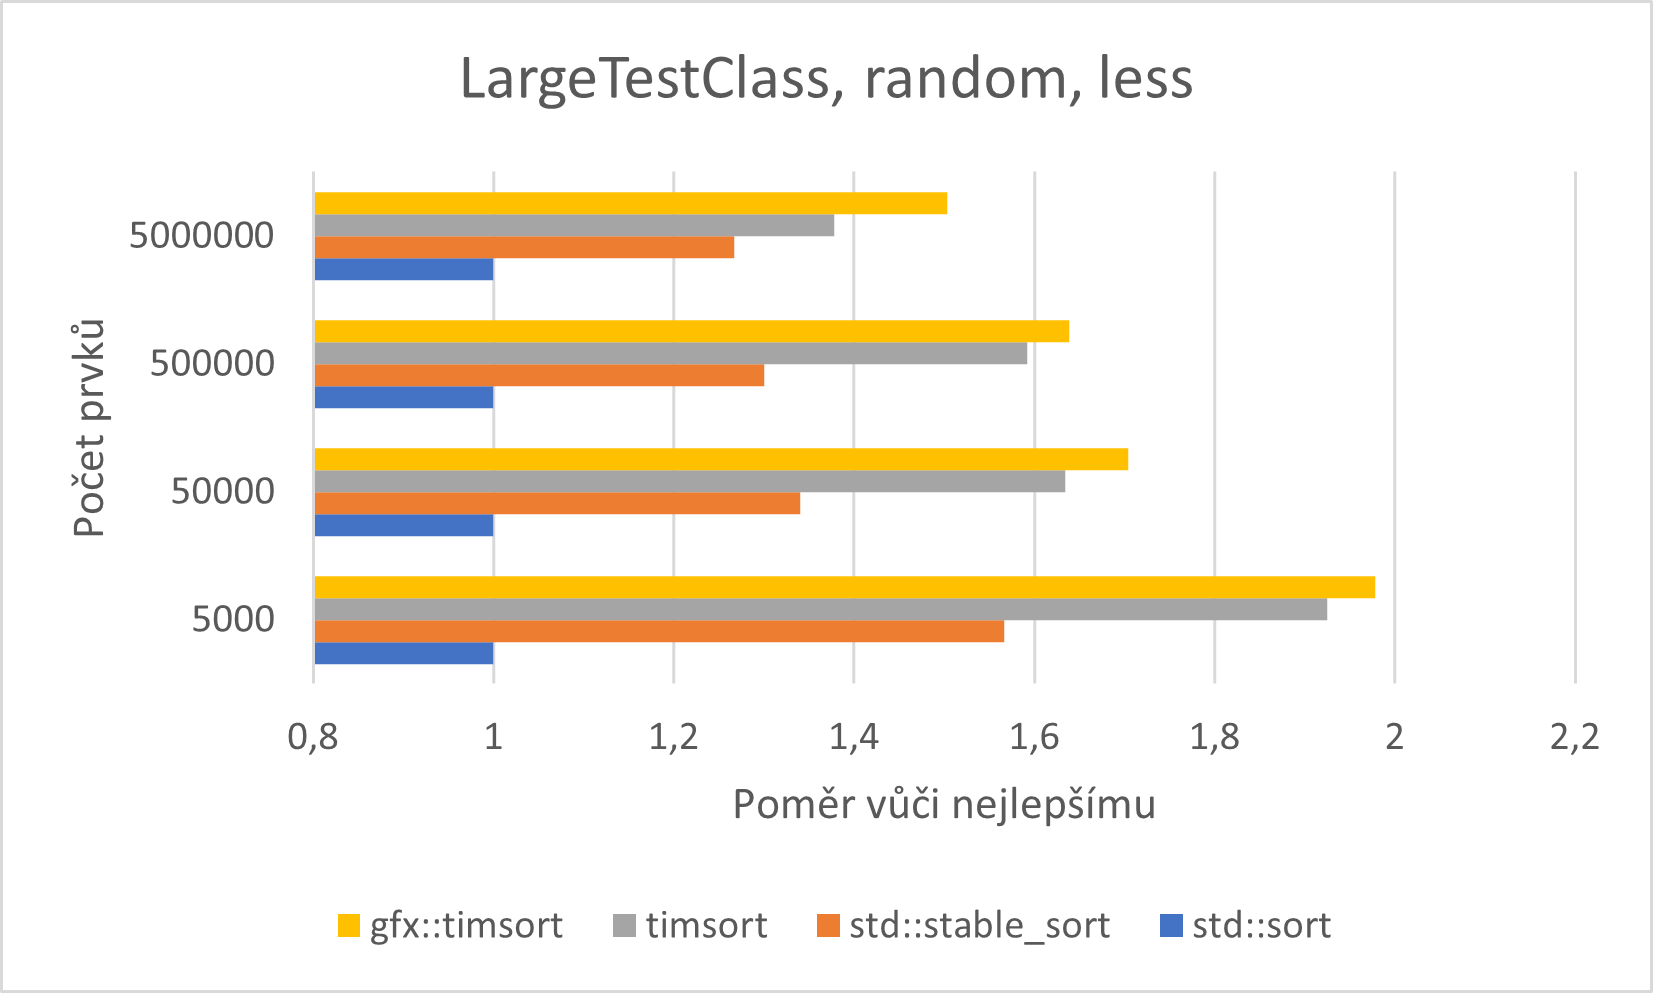 LargeTestClass, random, less
Počet prvků
5000000
500000
50000
5000
0,8 1 1,2 1,4 1,6 1,8 2 2,2
Poměr vůči nejlepšímu
gfx::timsort timsort std::stable_sort std::sort